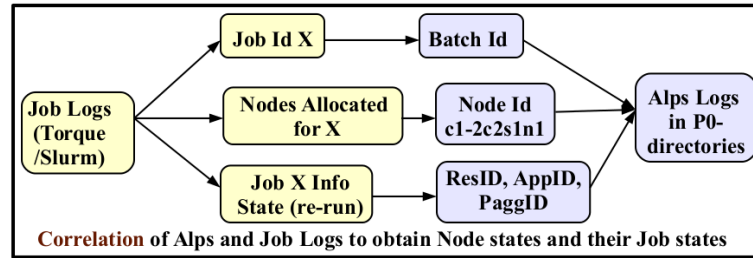 Job Id X
Batch Id
Job Logs
(Torque
/Slurm)
Nodes Allocated
for X
Node Id
c1-2c2s1n1
Alps Logs
in P0-
directories
Job X Info
State (re-run)
ResID, AppID,
PaggID
Correlation of Alps and Job Logs to obtain Node states and their Job states